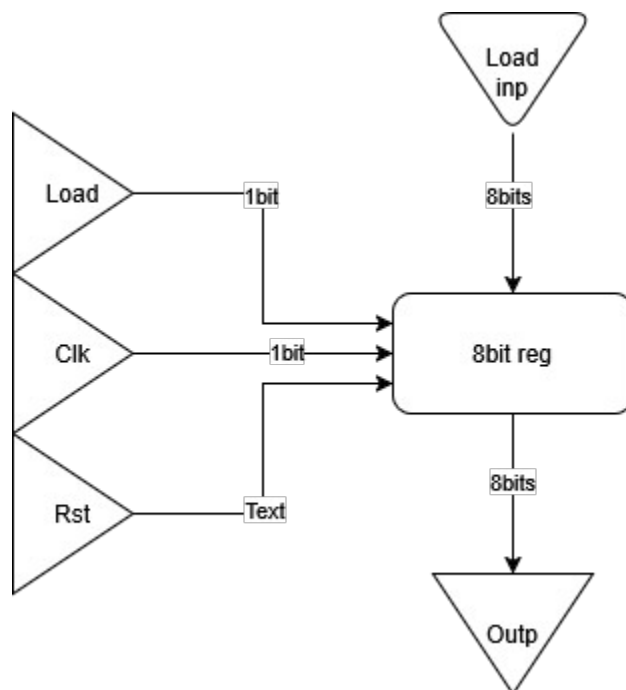 Load
inp
Load
1bit
8bits
Clk
1bit
8bit reg
Rst
Text
8bits
Outp